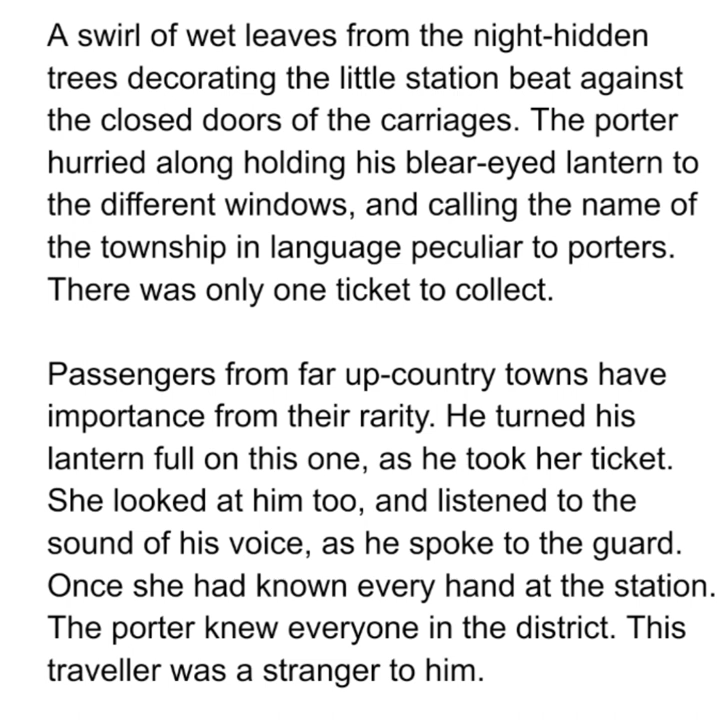 A swirl of wet leaves from the night-hidden
trees decorating the little station beat against
the closed doors of the carriages. The porter
hurried along holding his blear-eyed lantern to
the different windows, and calling the name of
the township in language peculiar to porters.
There was only one ticket to collect.

Passengers from far up-country towns have
importance from their rarity. He turned his
lantern full on this one, as he took her ticket.
She looked at him too, and listened to the
sound of his voice, as he spoke to the guard.
Once she had known every hand at the station.
The porter knew everyone in the district. This
traveller was a stranger to him.